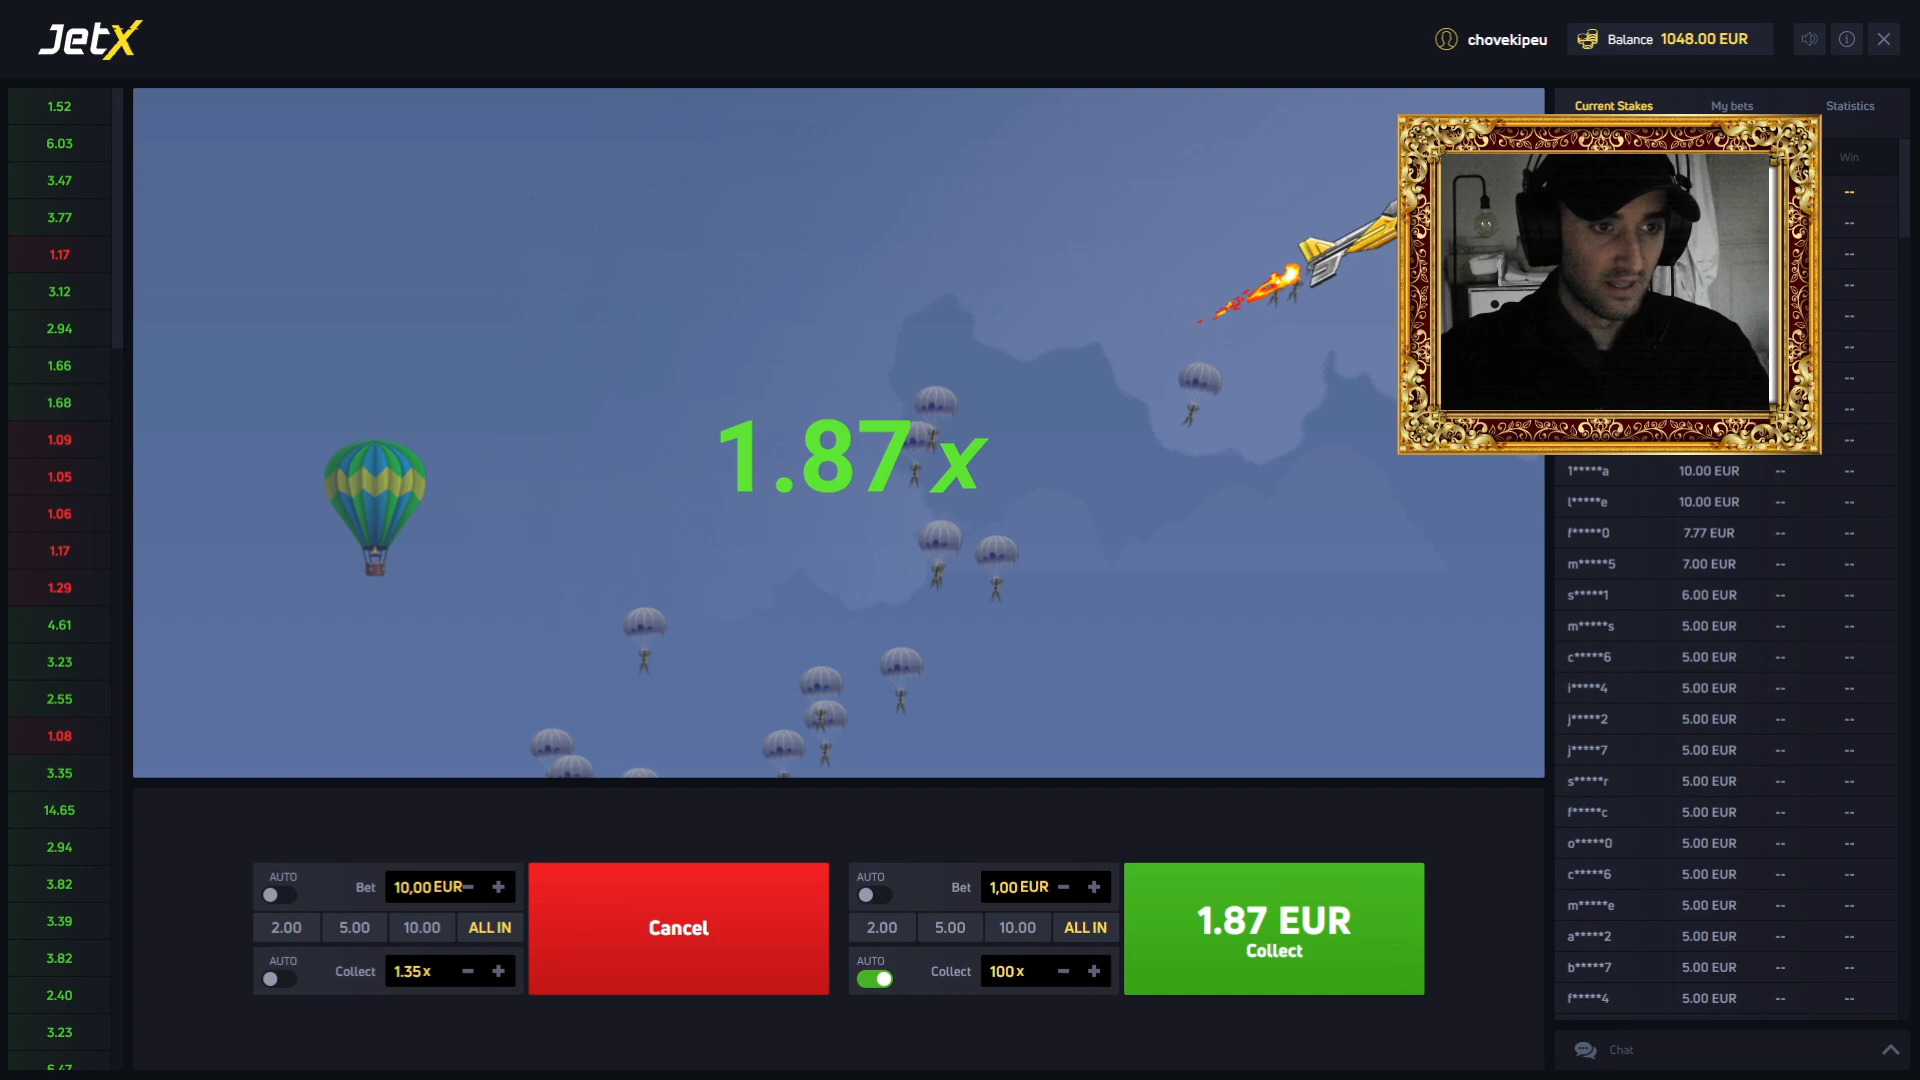 JetX
chovekipeu
Balance 1048.00 EUR
1.52
6.03
3.47
3.77
1.17
3.12
2.94
1.66
1.68
1.09
1.05
1.06
1.17
1.29
4.61
3.23
2.55
1.08
3.35
14.65
2.94
3.82
3.39
3.82
2.40
3.23
6.47
1.87 x
AUTO Bet 10,00 EUR − +
2.00 5.00 10.00 ALL IN
AUTO Collect 1.35 x − +
Cancel
AUTO Bet 1,00 EUR − +
2.00 5.00 10.00 ALL IN
AUTO Collect 100 x − +
1.87 EUR
Collect
Current Stakes My bets Statistics
Win
--
--
--
--
--
--
--
--
--
1*****a 10.00 EUR -- --
l*****e 10.00 EUR -- --
f*****0 7.77 EUR -- --
m*****5 7.00 EUR -- --
s*****1 6.00 EUR -- --
m*****s 5.00 EUR -- --
c*****6 5.00 EUR -- --
i*****4 5.00 EUR -- --
j*****2 5.00 EUR -- --
j*****7 5.00 EUR -- --
s*****r 5.00 EUR -- --
f*****c 5.00 EUR -- --
o*****0 5.00 EUR -- --
c*****6 5.00 EUR -- --
m*****e 5.00 EUR -- --
a*****2 5.00 EUR -- --
b*****7 5.00 EUR -- --
f*****4 5.00 EUR -- --
Chat